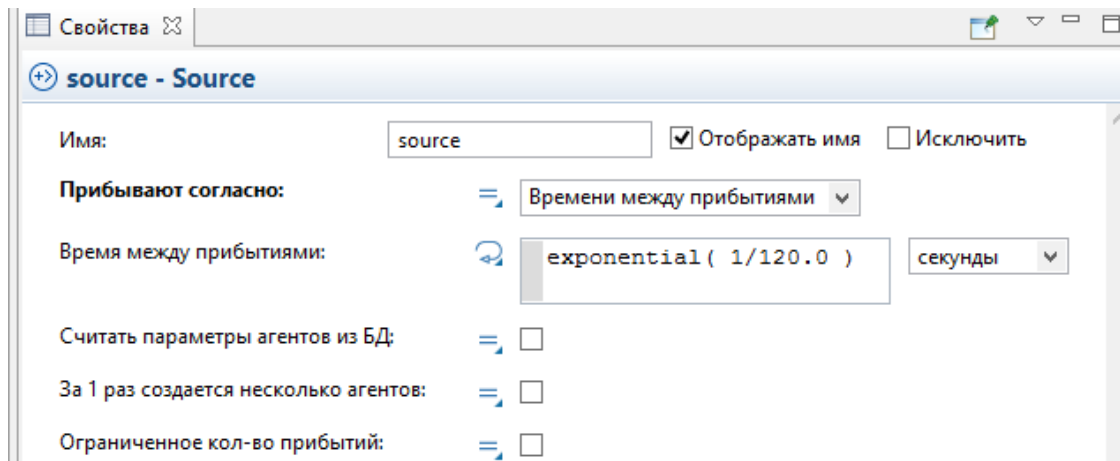 Свойства
source - Source
Имя: source Отображать имя Исключить
Прибывают согласно: Времени между прибытиями
Время между прибытиями: exponential( 1/120.0 ) секунды
Считать параметры агентов из БД:
За 1 раз создается несколько агентов:
Ограниченное кол-во прибытий: